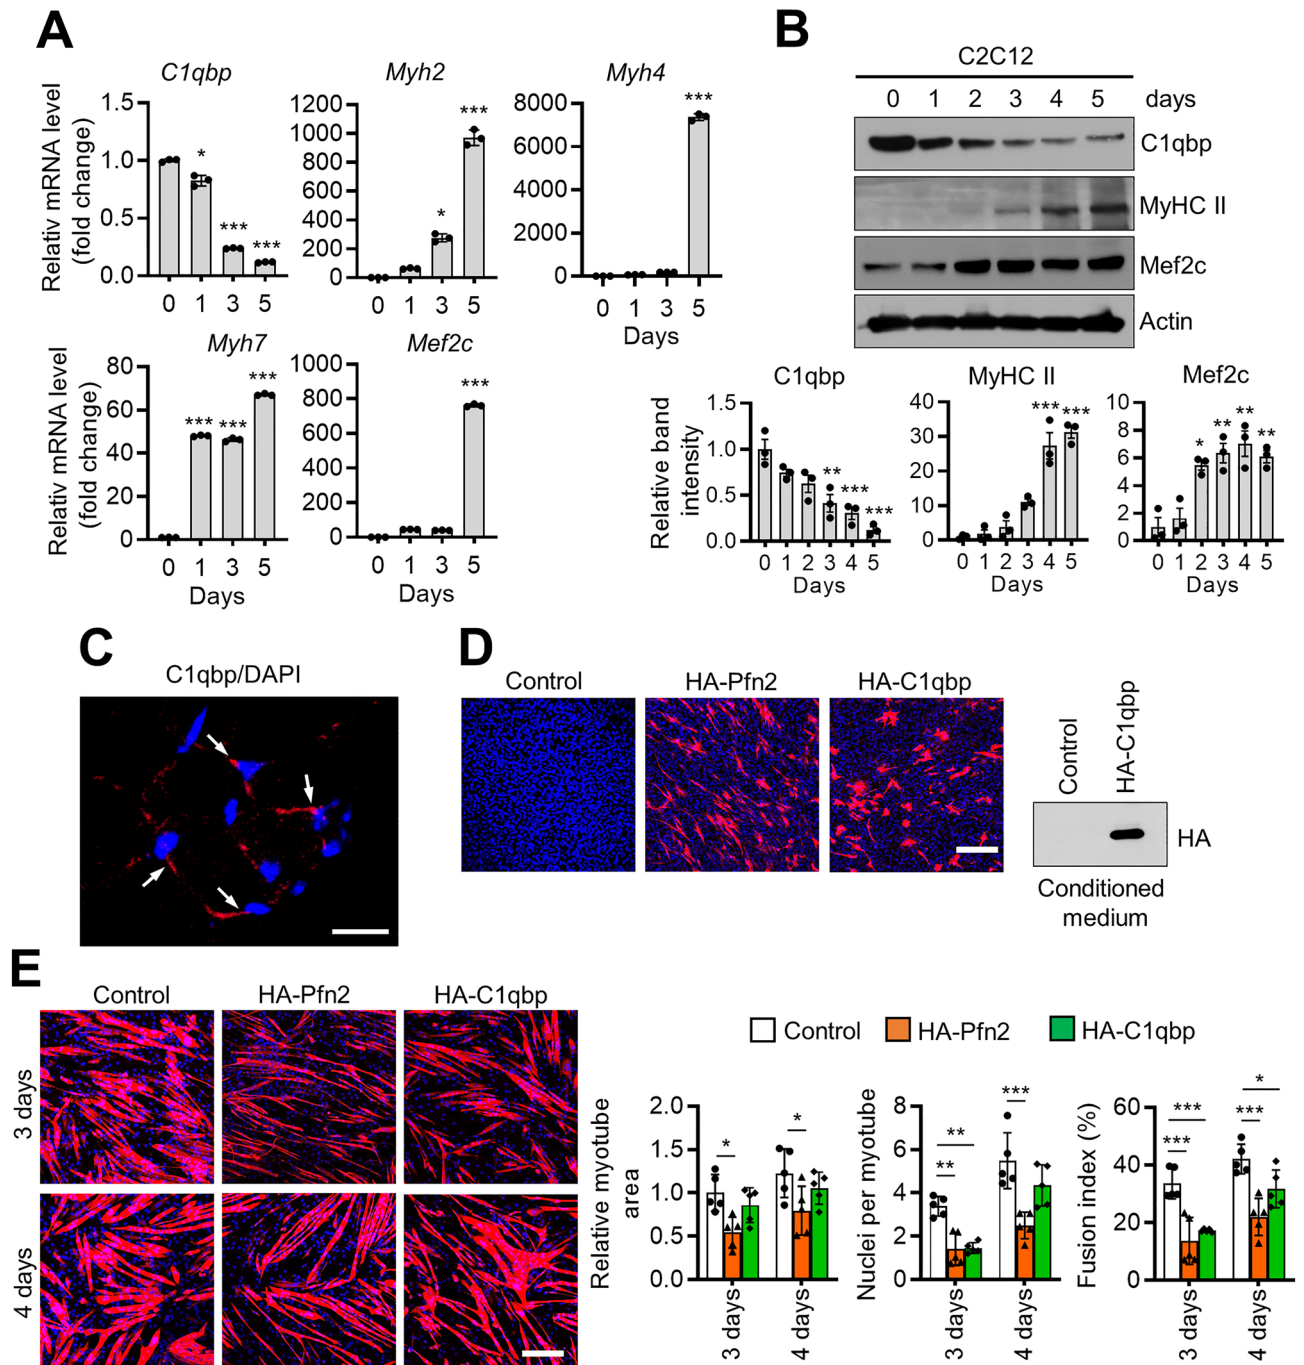 A
C1qbp
Myh2
Myh4
Relativ mRNA level
(fold change)
1.5
1.0
0.5
0.0
***
*
***
***
0 1 3 5
1200
1000
800
600
400
200
0
*
***
0 1 3 5
8000
6000
4000
2000
0
***
0 1 3 5
Days
Myh7
Mef2c
Relativ mRNA level
(fold change)
80
60
40
20
0
***
***
***
0 1 3 5
Days
1000
800
600
400
200
0
***
0 1 3 5
Days
B
C2C12
0 1 2 3 4 5 days
C1qbp
MyHC II
Mef2c
Actin
C1qbp
MyHC II
Mef2c
Relative band
intensity
1.5
1.0
0.5
0.0
**
***
***
0 1 2 3 4 5
Days
40
30
20
10
0
***
***
0 1 2 3 4 5
Days
10
8
6
4
2
0
*
**
**
**
0 1 2 3 4 5
Days
C
C1qbp/DAPI
D
Control
HA-Pfn2
HA-C1qbp
Control
HA-C1qbp
HA
Conditioned
medium
E
Control
HA-Pfn2
HA-C1qbp
3 days
4 days
Control
HA-Pfn2
HA-C1qbp
Relative myotube
area
2.0
1.5
1.0
0.5
0.0
*
*
3 days
4 days
Nuclei per myotube
8
6
4
2
0
**
**
***
3 days
4 days
Fusion index (%)
60
40
20
0
***
***
*
***
3 days
4 days